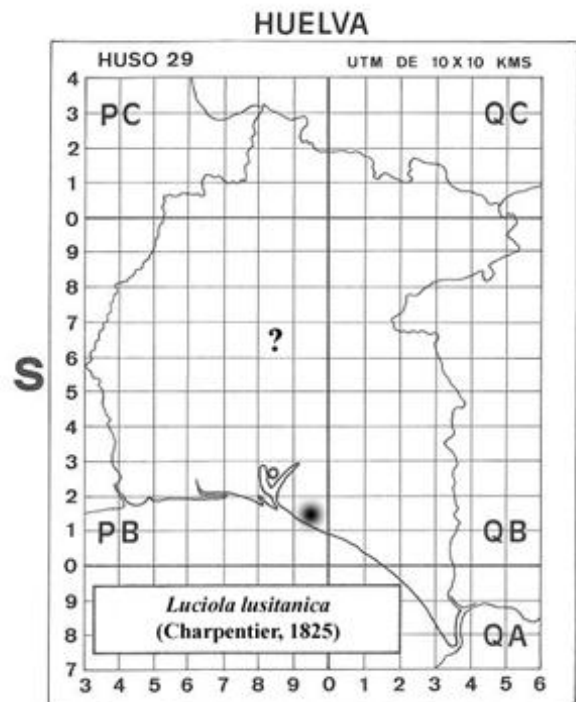 HUELVA
HUSO 29 UTM DE 10 X 10 KMS
4
PC QC
3
2
1
0
9
8
7
?
6
S
5
4
3
2
1
PB QB
0
9
Luciola lusitanica
(Charpentier, 1825)
8
QA
7
3 4 5 6 7 8 9 0 1 2 3 4 5 6